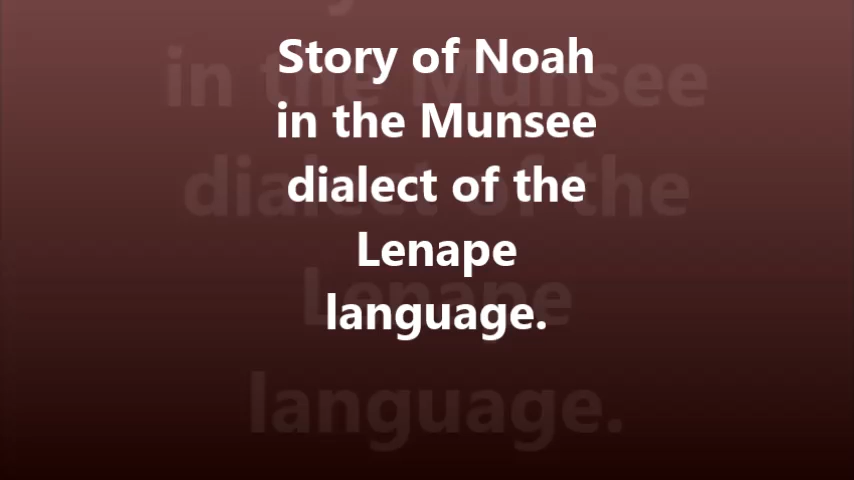 Story of Noah
in the Munsee
dialect of the
Lenape
language.